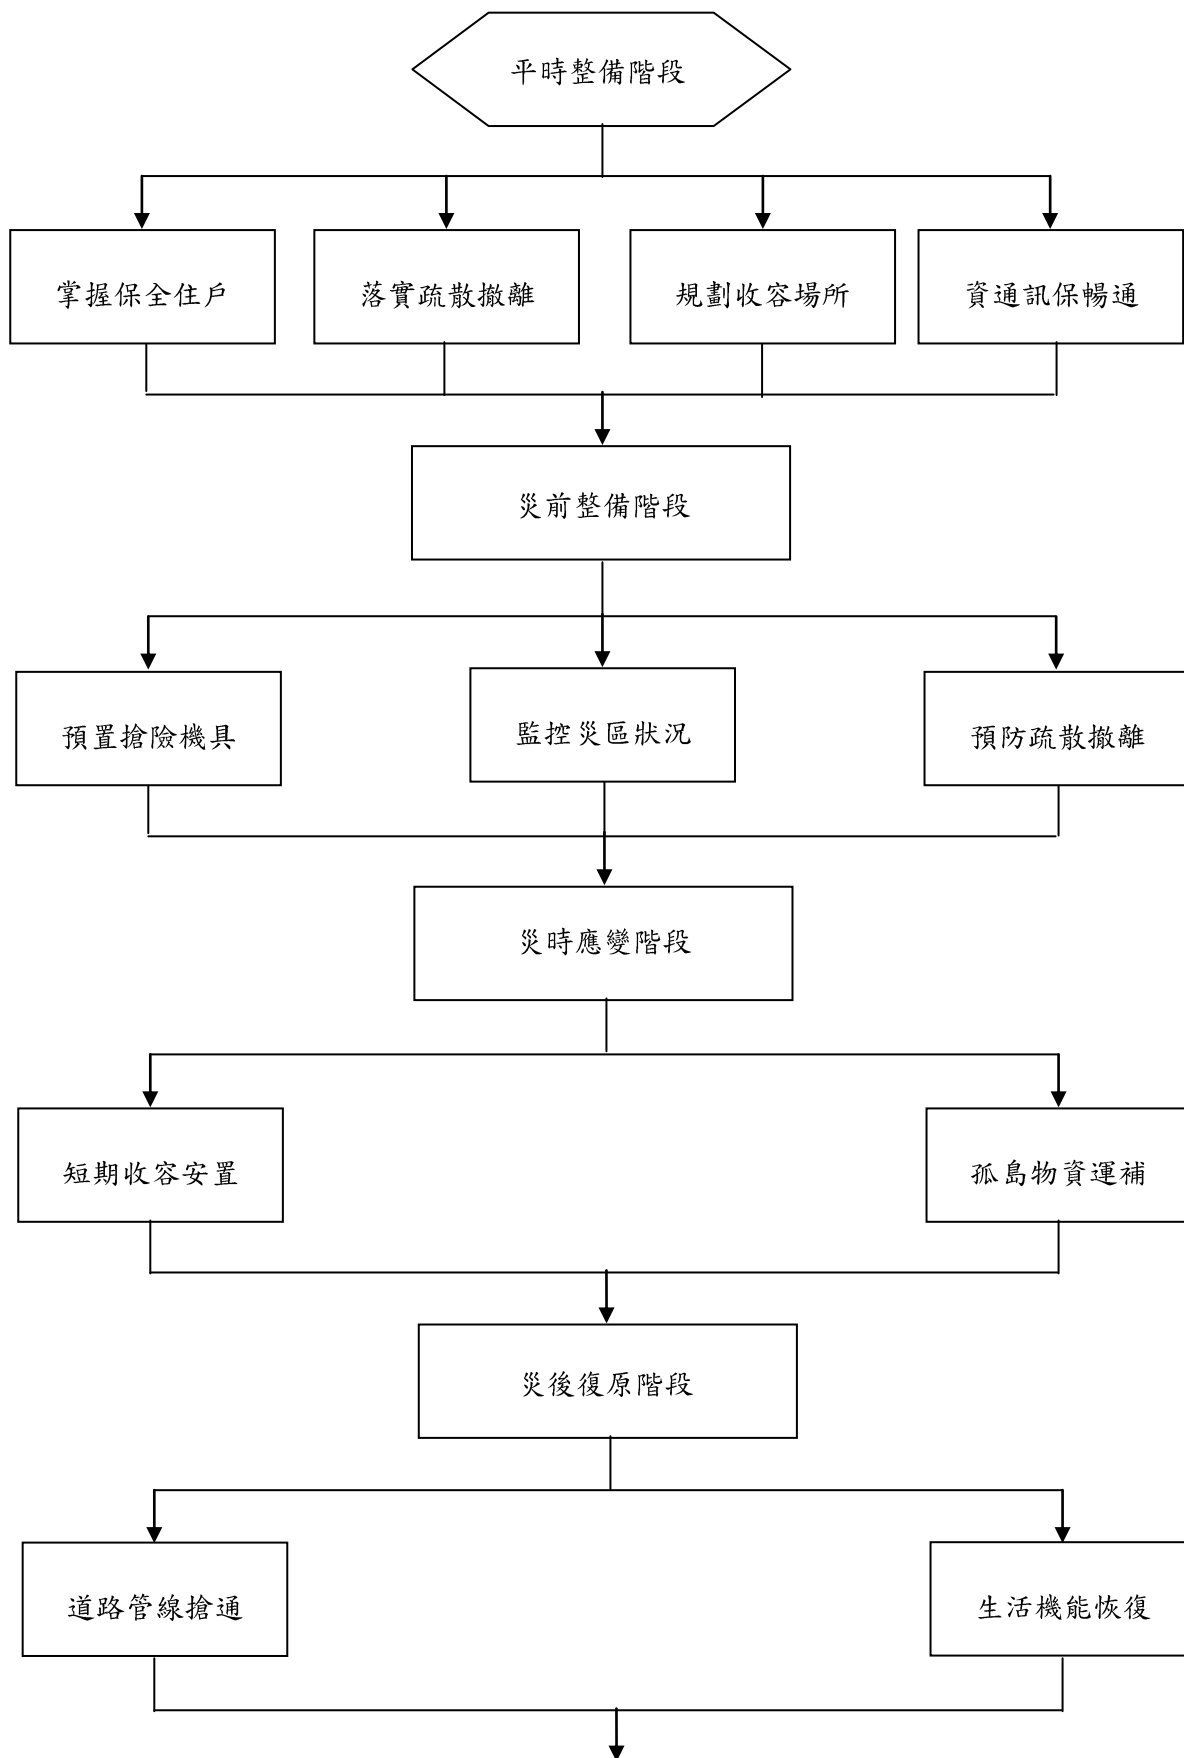 平時整備階段
掌握保全住戶
落實疏散撤離
規劃收容場所
資通訊保暢通
災前整備階段
預置搶險機具
監控災區狀況
預防疏散撤離
災時應變階段
短期收容安置
孤島物資運補
災後復原階段
道路管線搶通
生活機能恢復